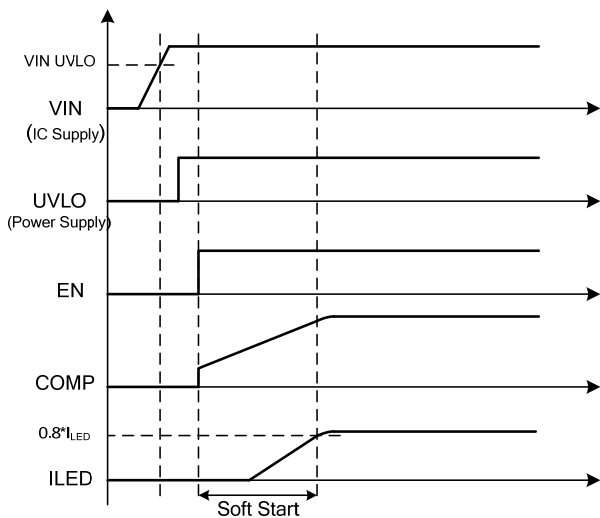 VIN UVLO
VIN
(IC Supply)
UVLO
(Power Supply)
EN
COMP
0.8*ILED
ILED
Soft Start